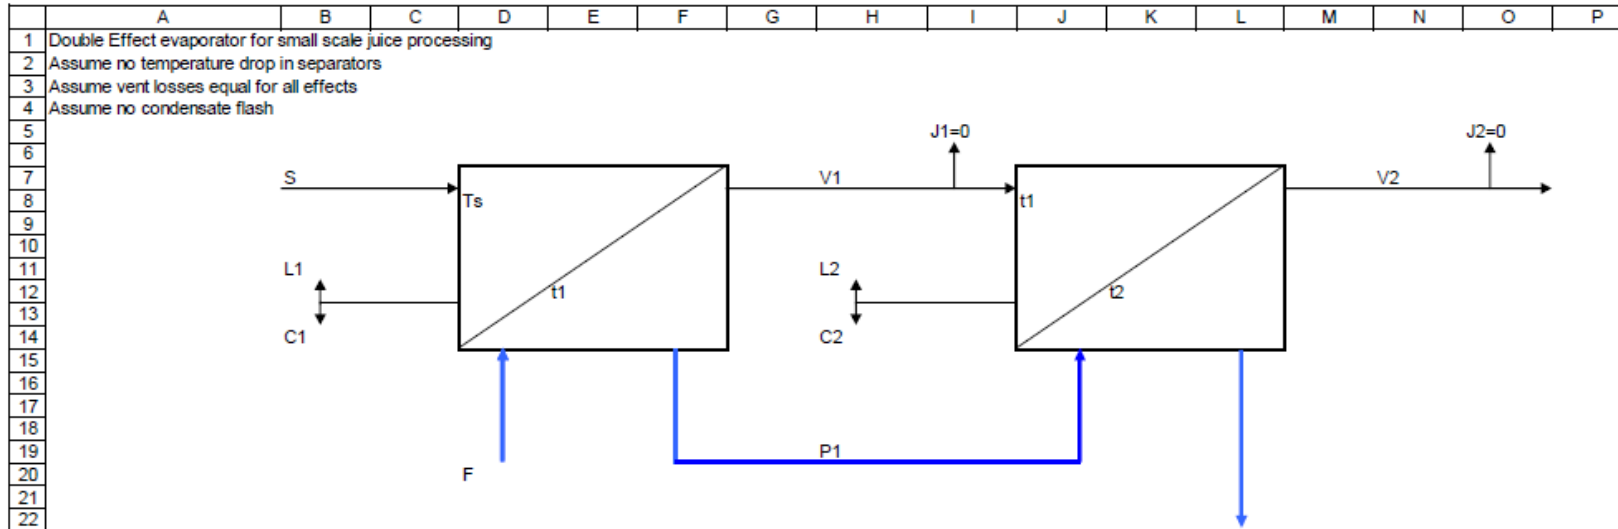 A B C D E F G H I J K L M N O P
1 Double Effect evaporator for small scale juice processing
2 Assume no temperature drop in separators
3 Assume vent losses equal for all effects
4 Assume no condensate flash
5 J1=0 J2=0
6
7 S V1 V2
8 Ts t1
9
10
11 L1 L2
12 t1 t2
13
14 C1 C2
15
16
17
18
19 P1
20 F
21
22